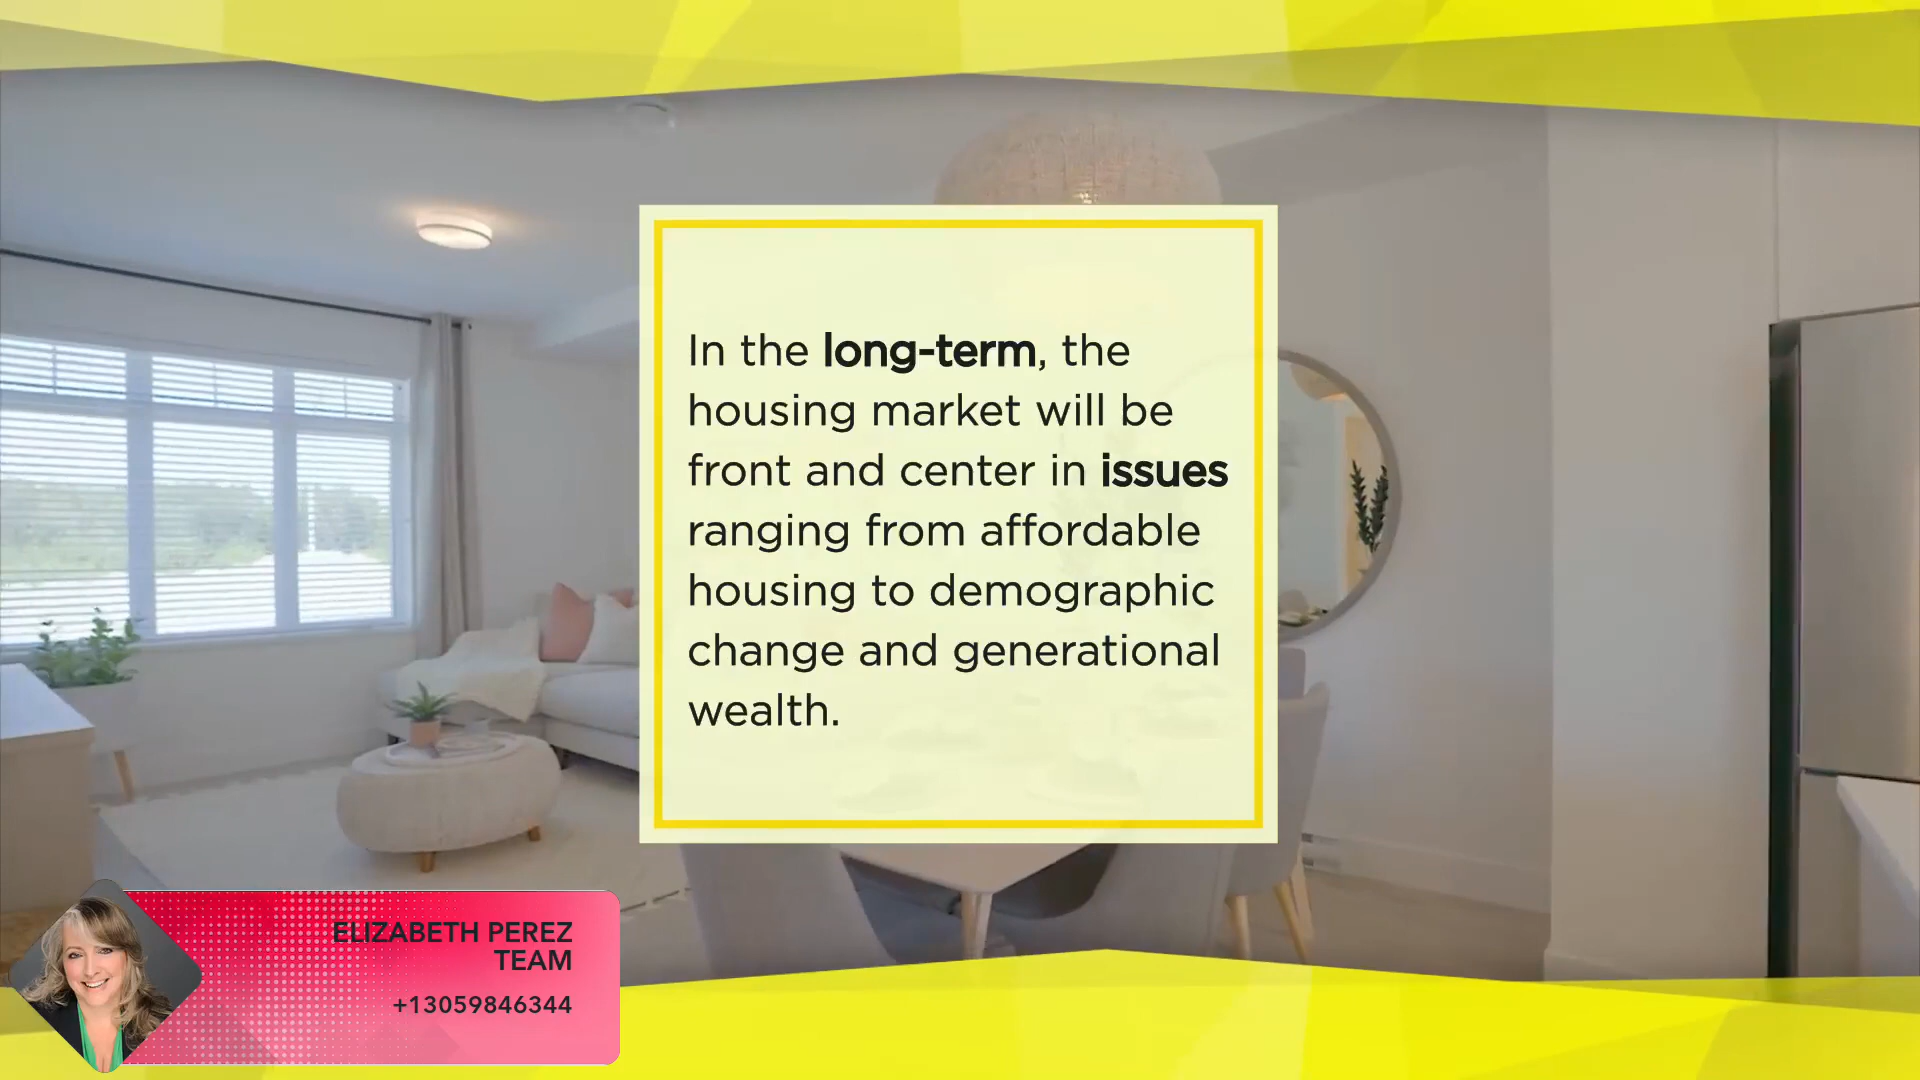 In the long-term, the
housing market will be
front and center in issues
ranging from affordable
housing to demographic
change and generational
wealth.
ELIZABETH PEREZ
TEAM
+13059846344